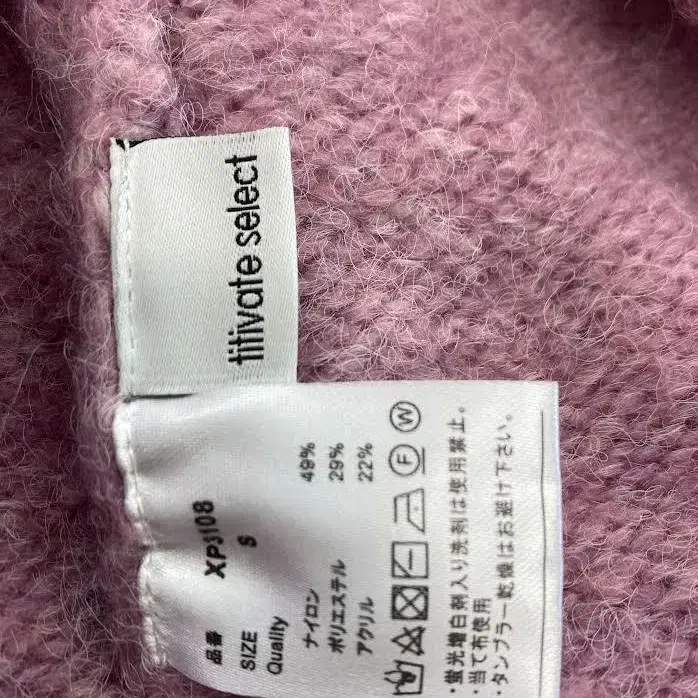 titivate select
品番 XP3108
SIZE S
Quality
ナイロン 49%
ポリエステル 29%
アクリル 22%
F W
・蛍光増白剤入り洗剤は使用禁止。
・当て布使用
・タンブラー乾燥はお避け下さい。